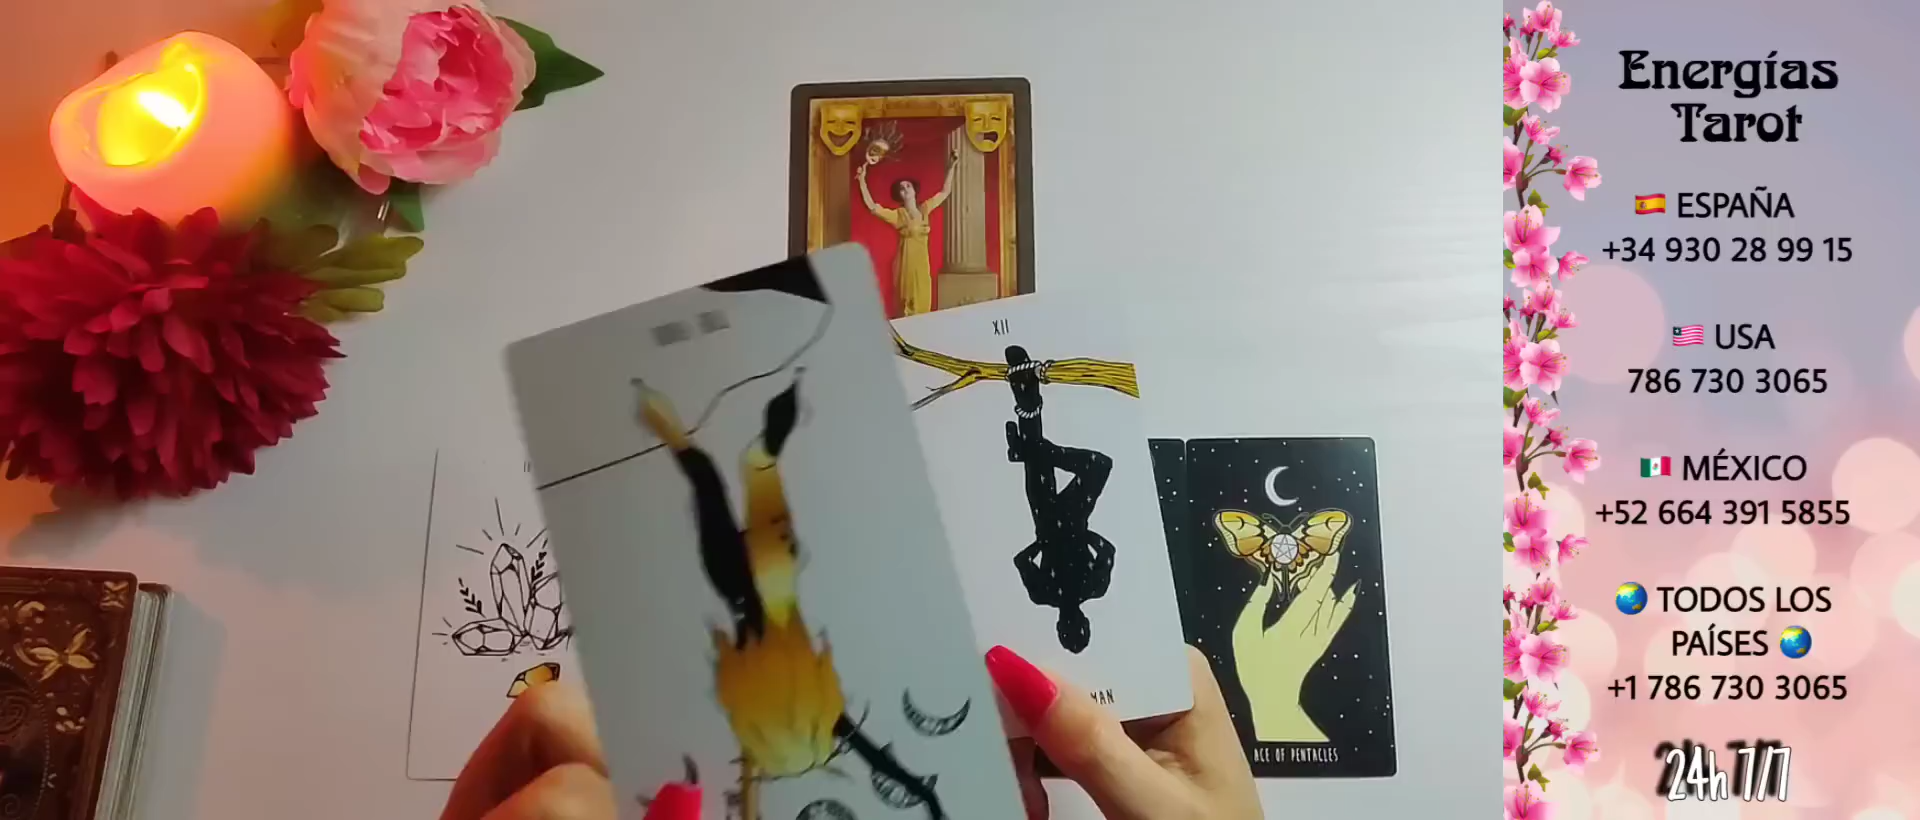 XII
MAN
ACE OF PENTACLES
Energías
Tarot
ESPAÑA
+34 930 28 99 15
USA
786 730 3065
MÉXICO
+52 664 391 5855
TODOS LOS
PAÍSES
+1 786 730 3065
24h 7/7